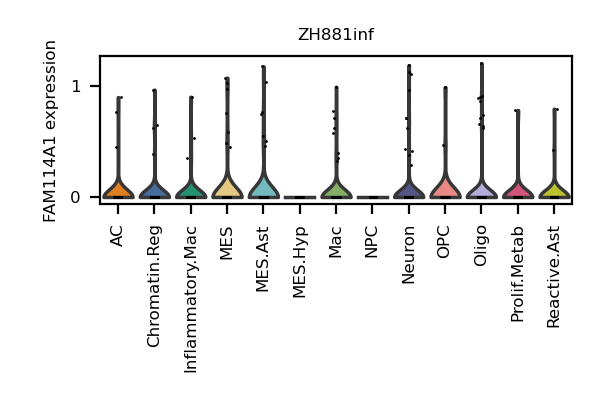 ZH881inf
FAM114A1 expression
1
0
AC
Chromatin.Reg
Inflammatory.Mac
MES
MES.Ast
MES.Hyp
Mac
NPC
Neuron
OPC
Oligo
Prolif.Metab
Reactive.Ast